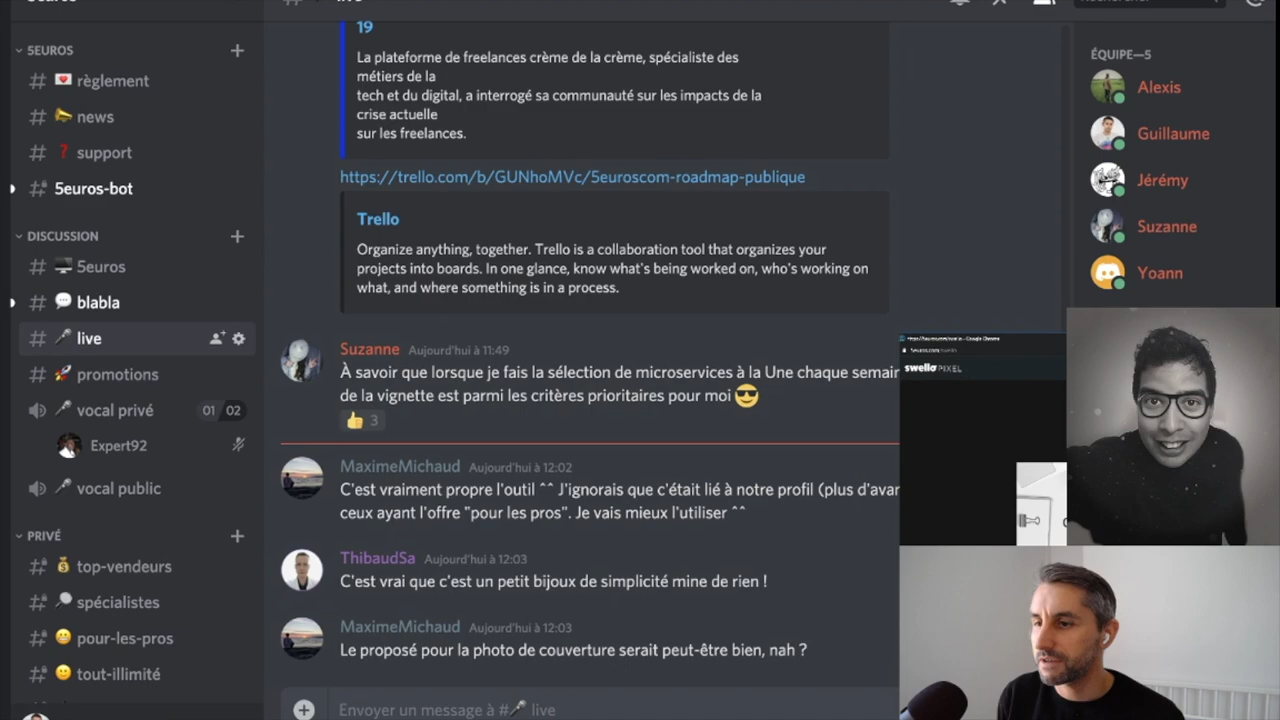 5EUROS
règlement
news
support
5euros-bot
DISCUSSION
5euros
blabla
live
promotions
vocal privé 01 02
Expert92
vocal public
PRIVÉ
top-vendeurs
spécialistes
pour-les-pros
tout-illimité
19
La plateforme de freelances crème de la crème, spécialiste des
métiers de la
tech et du digital, a interrogé sa communauté sur les impacts de la
crise actuelle
sur les freelances.
https://trello.com/b/GUNhoMVc/5euroscom-roadmap-publique
Trello
Organize anything, together. Trello is a collaboration tool that organizes your
projects into boards. In one glance, know what's being worked on, who's working on
what, and where something is in a process.
Suzanne Aujourd'hui à 11:49
À savoir que lorsque je fais la sélection de microservices à la Une chaque semain
de la vignette est parmi les critères prioritaires pour moi
3
MaximeMichaud Aujourd'hui à 12:02
C'est vraiment propre l'outil ^^ J'ignorais que c'était lié à notre profil (plus d'avan
ceux ayant l'offre "pour les pros". Je vais mieux l'utiliser ^^
ThibaudSa Aujourd'hui à 12:03
C'est vrai que c'est un petit bijoux de simplicité mine de rien !
MaximeMichaud Aujourd'hui à 12:03
Le proposé pour la photo de couverture serait peut-être bien, nah ?
Envoyer un message à # live
ÉQUIPE—5
Alexis
Guillaume
Jérémy
Suzanne
Yoann
swello PIXEL